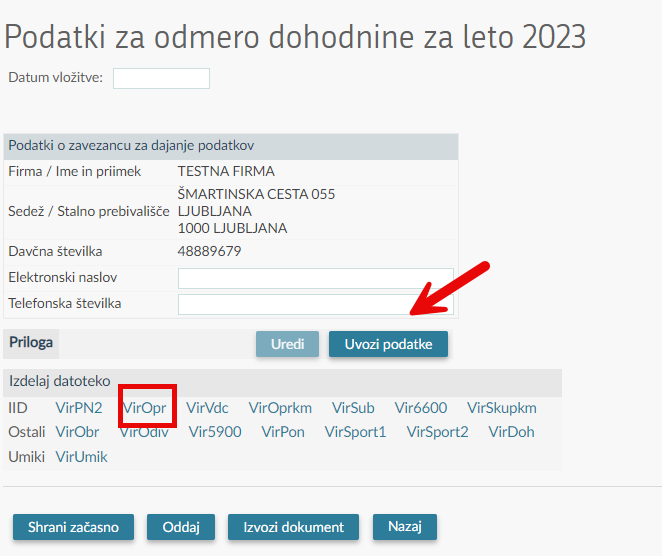 Podatki za odmero dohodnine za leto 2023
Datum vložitve:
Podatki o zavezancu za dajanje podatkov
Firma / Ime in priimek TESTNA FIRMA
Sedež / Stalno prebivališče ŠMARTINSKA CESTA 055
LJUBLJANA
1000 LJUBLJANA
Davčna številka 48889679
Elektronski naslov
Telefonska številka
Priloga Uredi Uvozi podatke
Izdelaj datoteko
IID VirPN2 VirOpr VirVdc VirOprkm VirSub Vir6600 VirSkupkm
Ostali VirObr VirOdiv Vir5900 VirPon VirSport1 VirSport2 VirDoh
Umiki VirUmik
Shrani začasno Oddaj Izvozi dokument Nazaj